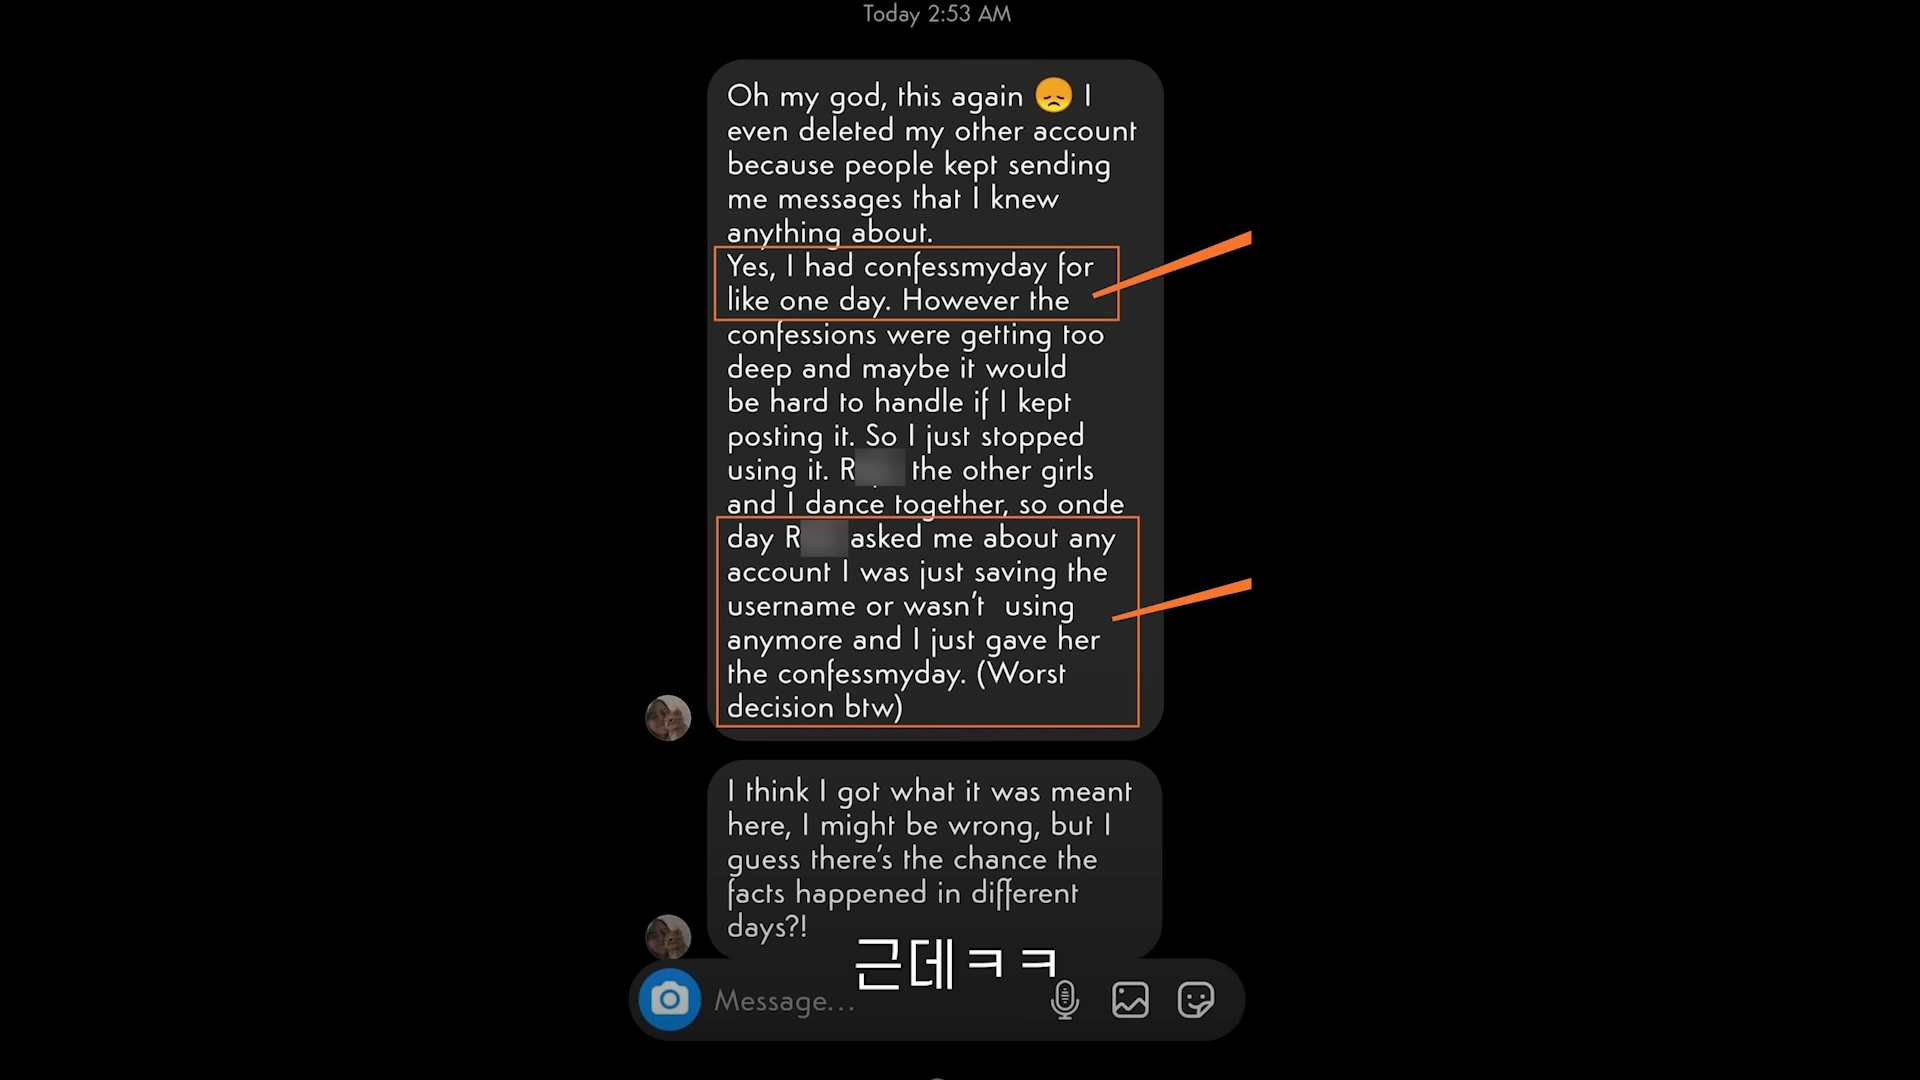 Today 2:53 AM
Oh my god, this again 😞 I
even deleted my other account
because people kept sending
me messages that I knew
anything about.
Yes, I had confessmyday for
like one day. However the
confessions were getting too
deep and maybe it would
be hard to handle if I kept
posting it. So I just stopped
using it. R the other girls
and I dance together, so onde
day R asked me about any
account I was just saving the
username or wasn't using
anymore and I just gave her
the confessmyday. (Worst
decision btw)
I think I got what it was meant
here, I might be wrong, but I
guess there's the chance the
facts happened in different
days?!
근데ㅋㅋ
Message...